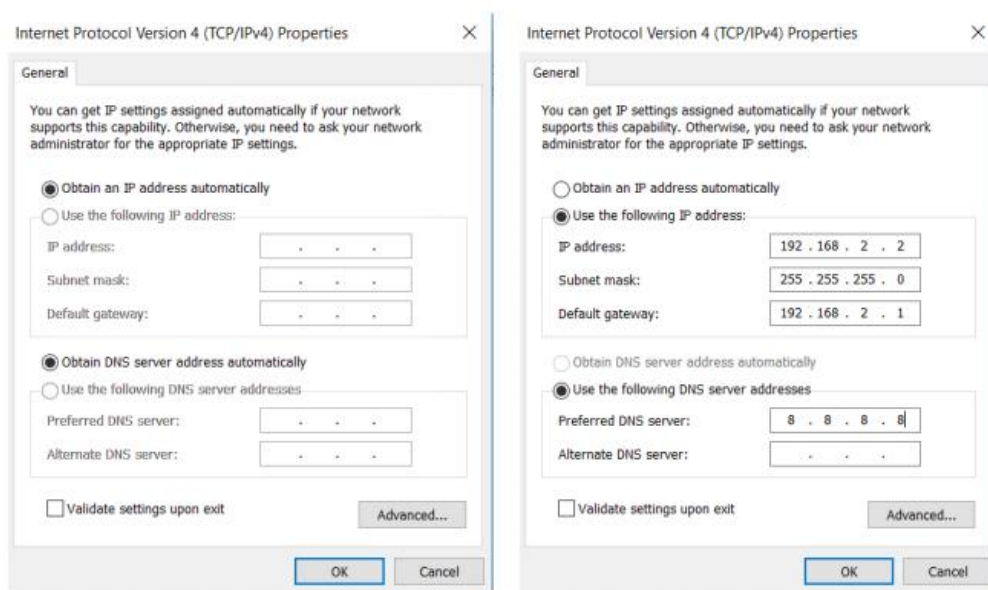 Internet Protocol Version 4 (TCP/IPv4) Properties
General
You can get IP settings assigned automatically if your network
supports this capability. Otherwise, you need to ask your network
administrator for the appropriate IP settings.
Obtain an IP address automatically
Use the following IP address:
IP address: . . .
Subnet mask: . . .
Default gateway: . . .
Obtain DNS server address automatically
Use the following DNS server addresses
Preferred DNS server: . . .
Alternate DNS server: . . .
Validate settings upon exit
Advanced...
OK Cancel
Internet Protocol Version 4 (TCP/IPv4) Properties
General
You can get IP settings assigned automatically if your network
supports this capability. Otherwise, you need to ask your network
administrator for the appropriate IP settings.
Obtain an IP address automatically
Use the following IP address:
IP address: 192 . 168 . 2 . 2
Subnet mask: 255 . 255 . 255 . 0
Default gateway: 192 . 168 . 2 . 1
Obtain DNS server address automatically
Use the following DNS server addresses
Preferred DNS server: 8 . 8 . 8 . 8
Alternate DNS server: . . .
Validate settings upon exit
Advanced...
OK Cancel